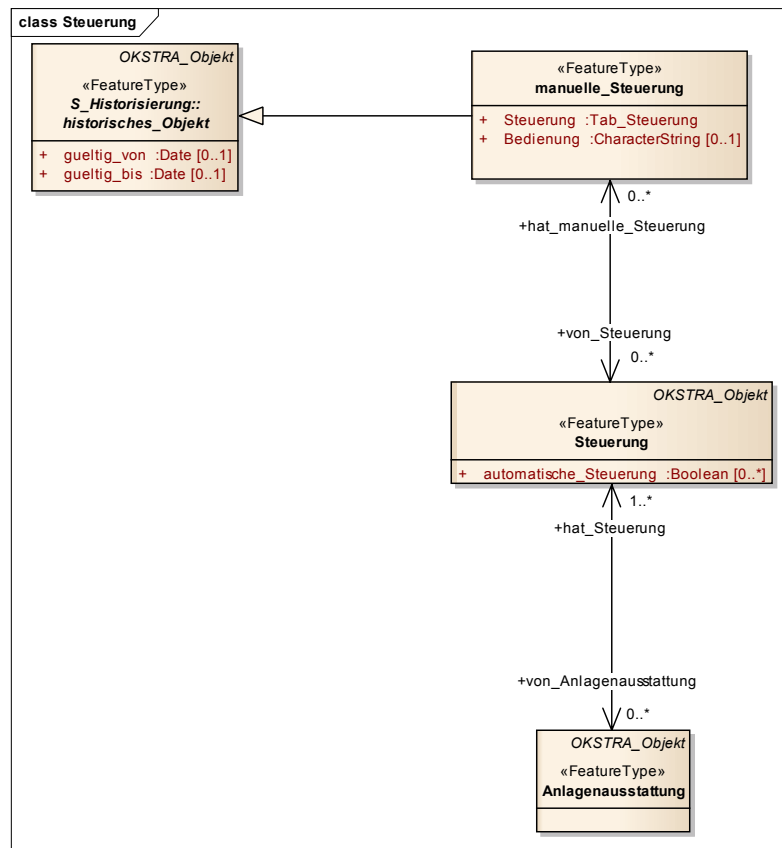 class Steuerung
OKSTRA_Objekt
«FeatureType»
S_Historisierung::
historisches_Objekt
+ gueltig_von :Date [0..1]
+ gueltig_bis :Date [0..1]
«FeatureType»
manuelle_Steuerung
+ Steuerung :Tab_Steuerung
+ Bedienung :CharacterString [0..1]
0..*
+hat_manuelle_Steuerung
+von_Steuerung
0..*
OKSTRA_Objekt
«FeatureType»
Steuerung
+ automatische_Steuerung :Boolean [0..*]
1..*
+hat_Steuerung
+von_Anlagenausstattung
0..*
OKSTRA_Objekt
«FeatureType»
Anlagenausstattung